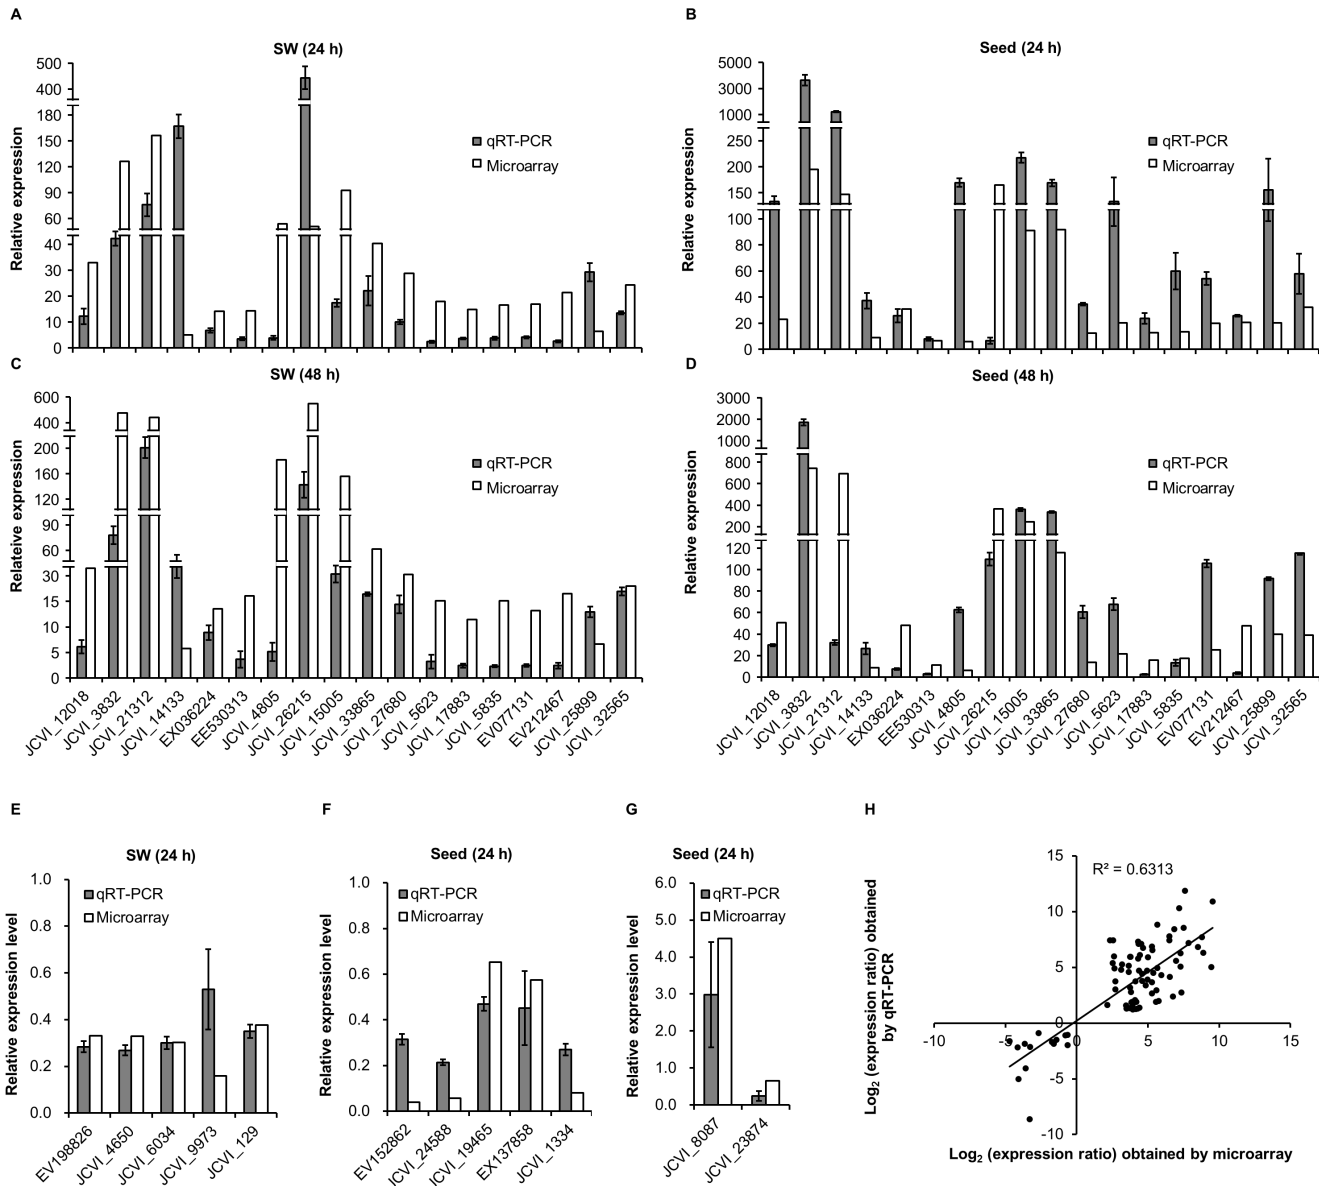 A
SW (24 h)
Relative expression
500
400
180
150
120
90
60
40
30
20
10
0
qRT-PCR
Microarray
B
Seed (24 h)
Relative expression
5000
3000
1000
250
200
150
100
80
60
40
20
0
qRT-PCR
Microarray
C
SW (48 h)
Relateive expression
600
400
200
160
120
90
60
30
15
5
0
qRT-PCR
Microarray
JCVI_12018
JCVI_3832
JCVI_21312
JCVI_14133
EX036224
EE530313
JCVI_4805
JCVI_26215
JCVI_15005
JCVI_33865
JCVI_27680
JCVI_5623
JCVI_17883
JCVI_5835
EV077131
EV212467
JCVI_25899
JCVI_32565
D
Seed (48 h)
Relative expression
3000
2000
1000
800
600
400
200
120
100
80
60
40
20
0
qRT-PCR
Microarray
JCVI_12018
JCVI_3832
JCVI_21312
JCVI_14133
EX036224
EE530313
JCVI_4805
JCVI_26215
JCVI_15005
JCVI_33865
JCVI_27680
JCVI_5623
JCVI_17883
JCVI_5835
EV077131
EV212467
JCVI_25899
JCVI_32565
E
SW (24 h)
Relative expression level
1.0
0.8
0.6
0.4
0.2
0.0
qRT-PCR
Microarray
EV198826
JCVI_4650
JCVI_6034
JCVI_9973
JCVI_129
F
Seed (24 h)
Relative expression level
1.0
0.8
0.6
0.4
0.2
0.0
qRT-PCR
Microarray
EV152862
ICVI_24588
ICVI_19465
EX137858
JCVI_1334
G
Seed (24 h)
Relative expression level
6.0
5.0
4.0
3.0
2.0
1.0
0.0
qRT-PCR
Microarray
JCVI_8087
JCVI_23874
H
Log2 (expression ratio) obtained
by qRT-PCR
15
10
5
0
-5
-10
R² = 0.6313
-10
-5
0
5
10
15
Log2 (expression ratio) obtained by microarray